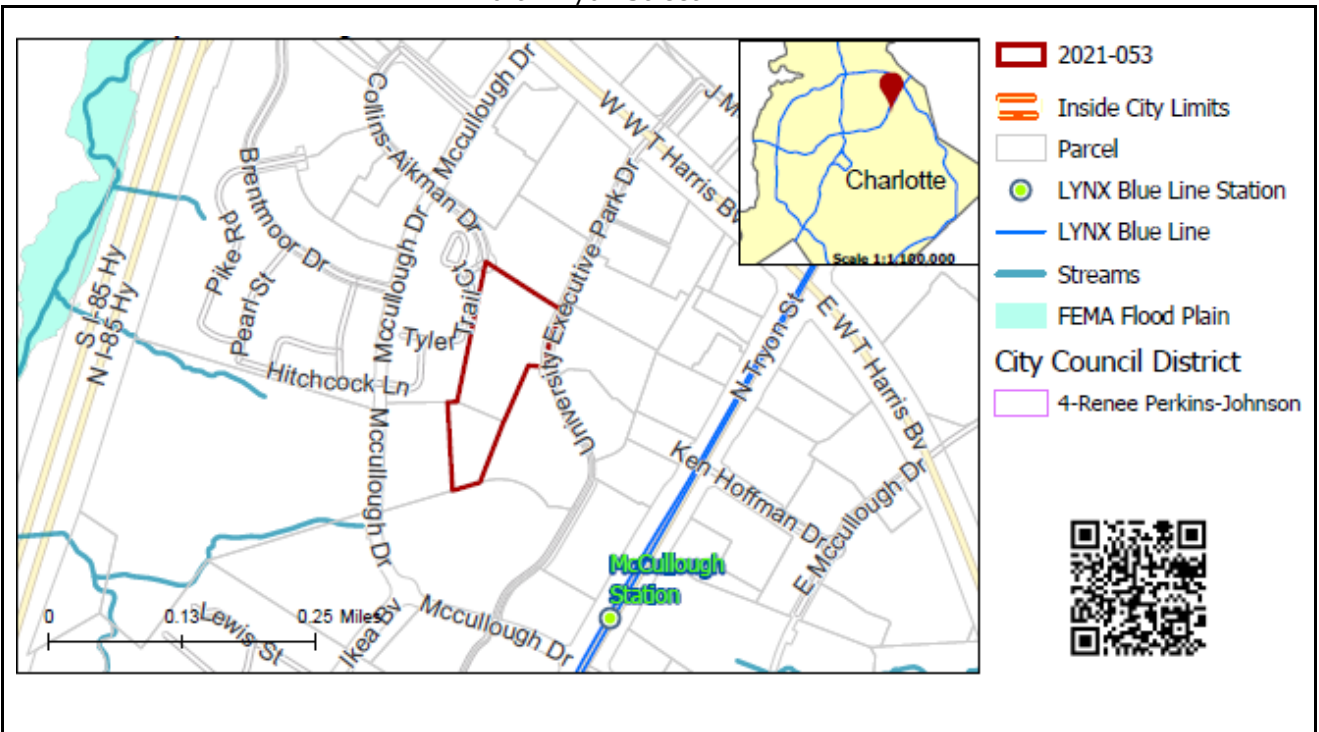 Collins-Aikman Dr
Mccullough Dr
W W T Harris Bv
J M
Brentmoor Dr
Pike Rd
Pearl St
Mccullough Dr
Tyler Trail Ct
University Executive Park Dr
Hitchcock Ln
S I-85 Hy
N I-85 Hy
Mccullough Dr
N Tryon St
E W T Harris Bv
Ken Hoffman Dr
E Mccullough Dr
McCullough
Station
Mccullough Dr
Ikea Bv
Lewis St
0
0.13
0.25 Miles
Charlotte
Scale 1:1,100,000
2021-053
Inside City Limits
Parcel
LYNX Blue Line Station
LYNX Blue Line
Streams
FEMA Flood Plain
City Council District
4-Renee Perkins-Johnson